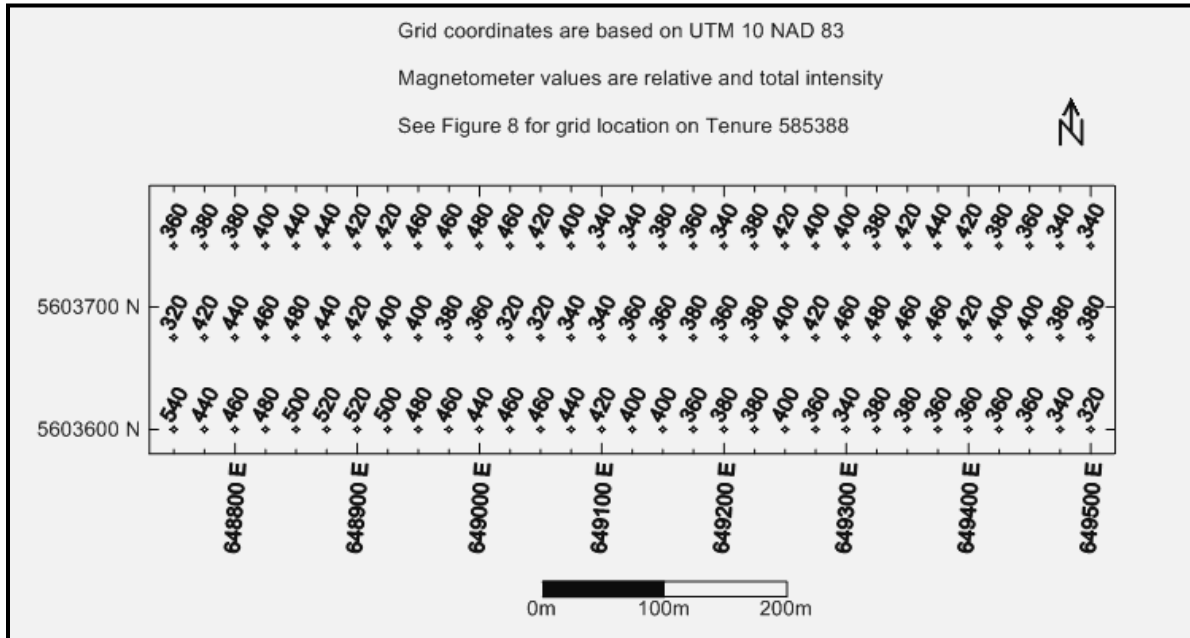 Grid coordinates are based on UTM 10 NAD 83
Magnetometer values are relative and total intensity
See Figure 8 for grid location on Tenure 585388
N
360 380 380 400 440 440 420 420 460 460 480 460 420 400 340 340 380 360 340 380 420 400 400 380 420 440 420 380 360 340 340
5603700 N
320 420 440 460 480 440 420 400 400 380 360 320 320 340 340 360 360 380 360 380 400 420 460 480 460 460 420 400 400 380 380
540 440 460 480 500 520 520 500 480 460 440 460 460 440 420 400 400 360 380 380 400 360 340 380 380 360 360 360 360 340 320
5603600 N
648800 E 648900 E 649000 E 649100 E 649200 E 649300 E 649400 E 649500 E
0m 100m 200m